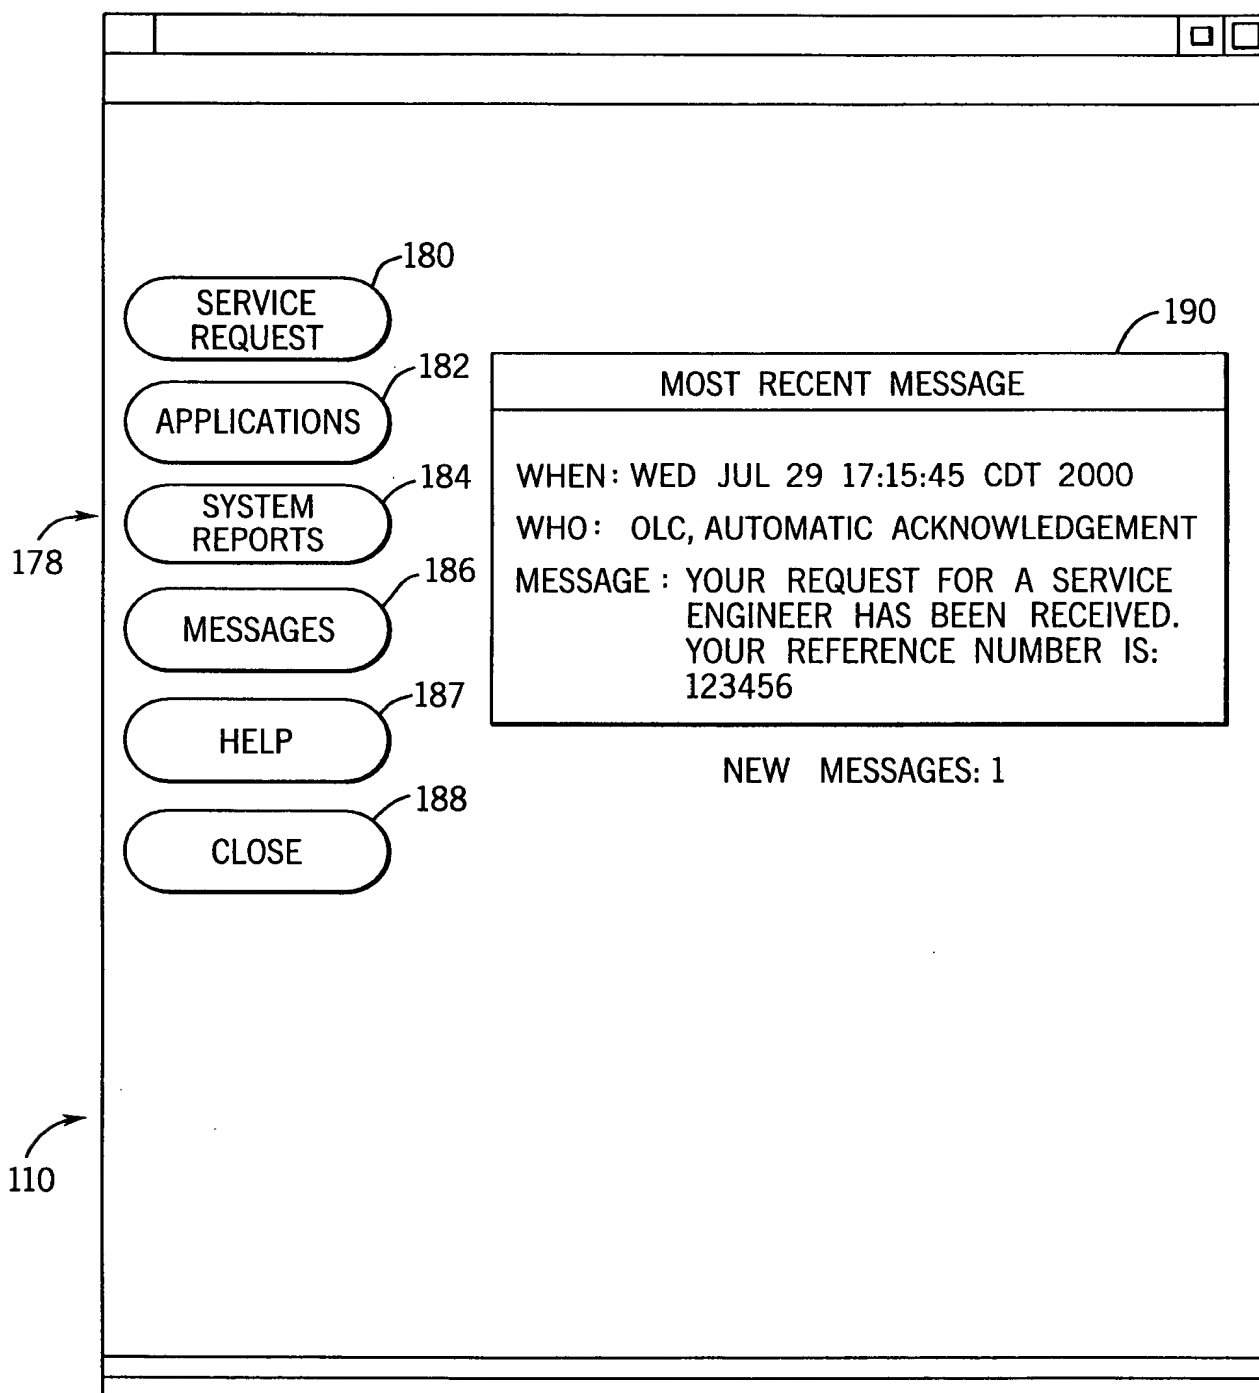 180
SERVICE
REQUEST
182
APPLICATIONS
184
SYSTEM
REPORTS
178
186
MESSAGES
187
HELP
188
CLOSE
190
MOST RECENT MESSAGE
WHEN: WED JUL 29 17:15:45 CDT 2000
WHO: OLC, AUTOMATIC ACKNOWLEDGEMENT
MESSAGE: YOUR REQUEST FOR A SERVICE
ENGINEER HAS BEEN RECEIVED.
YOUR REFERENCE NUMBER IS:
123456
NEW MESSAGES: 1
110